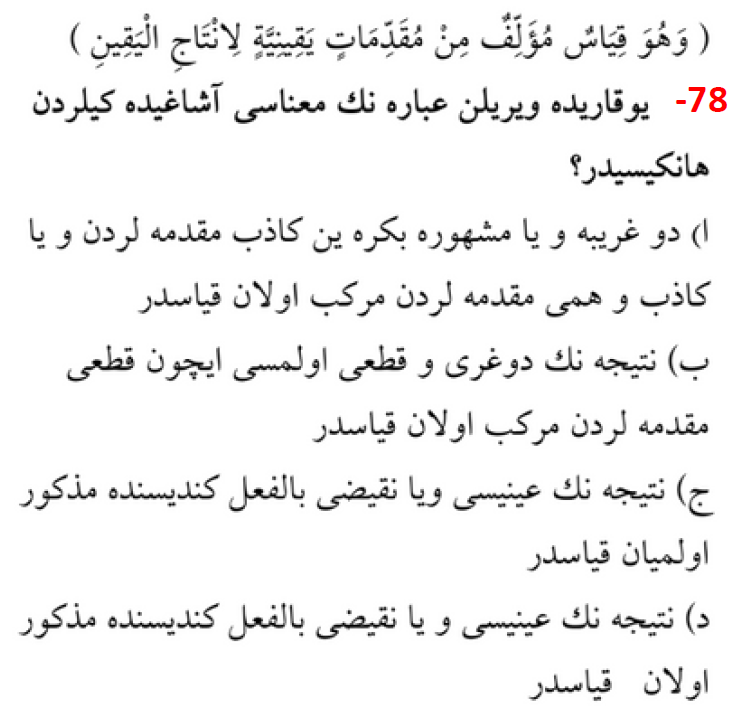 ( وَهُوَ قِيَاسٌ مُؤَلِّفٌ مِنْ مُقَدِّمَاتٍ يَقِينِيَّةٍ لِانْتَاجِ الْيَقِينِ )
78- يوقاريده ويريلن عباره نك معناسى آشاغيده كيلردن
هانكيسيدر؟
ا) دو غريبه و يا مشهوره بكره ين كاذب مقدمه لردن و يا
كاذب و همى مقدمه لردن مركب اولان قياسدر
ب) نتيجه نك دوغرى و قطعى اولمسى ايچون قطعى
مقدمه لردن مركب اولان قياسدر
ج) نتيجه نك عينيسى ويا نقيضى بالفعل كنديسنده مذكور
اولميان قياسدر
د) نتيجه نك عينيسى و يا نقيضى بالفعل كنديسنده مذكور
اولان قياسدر